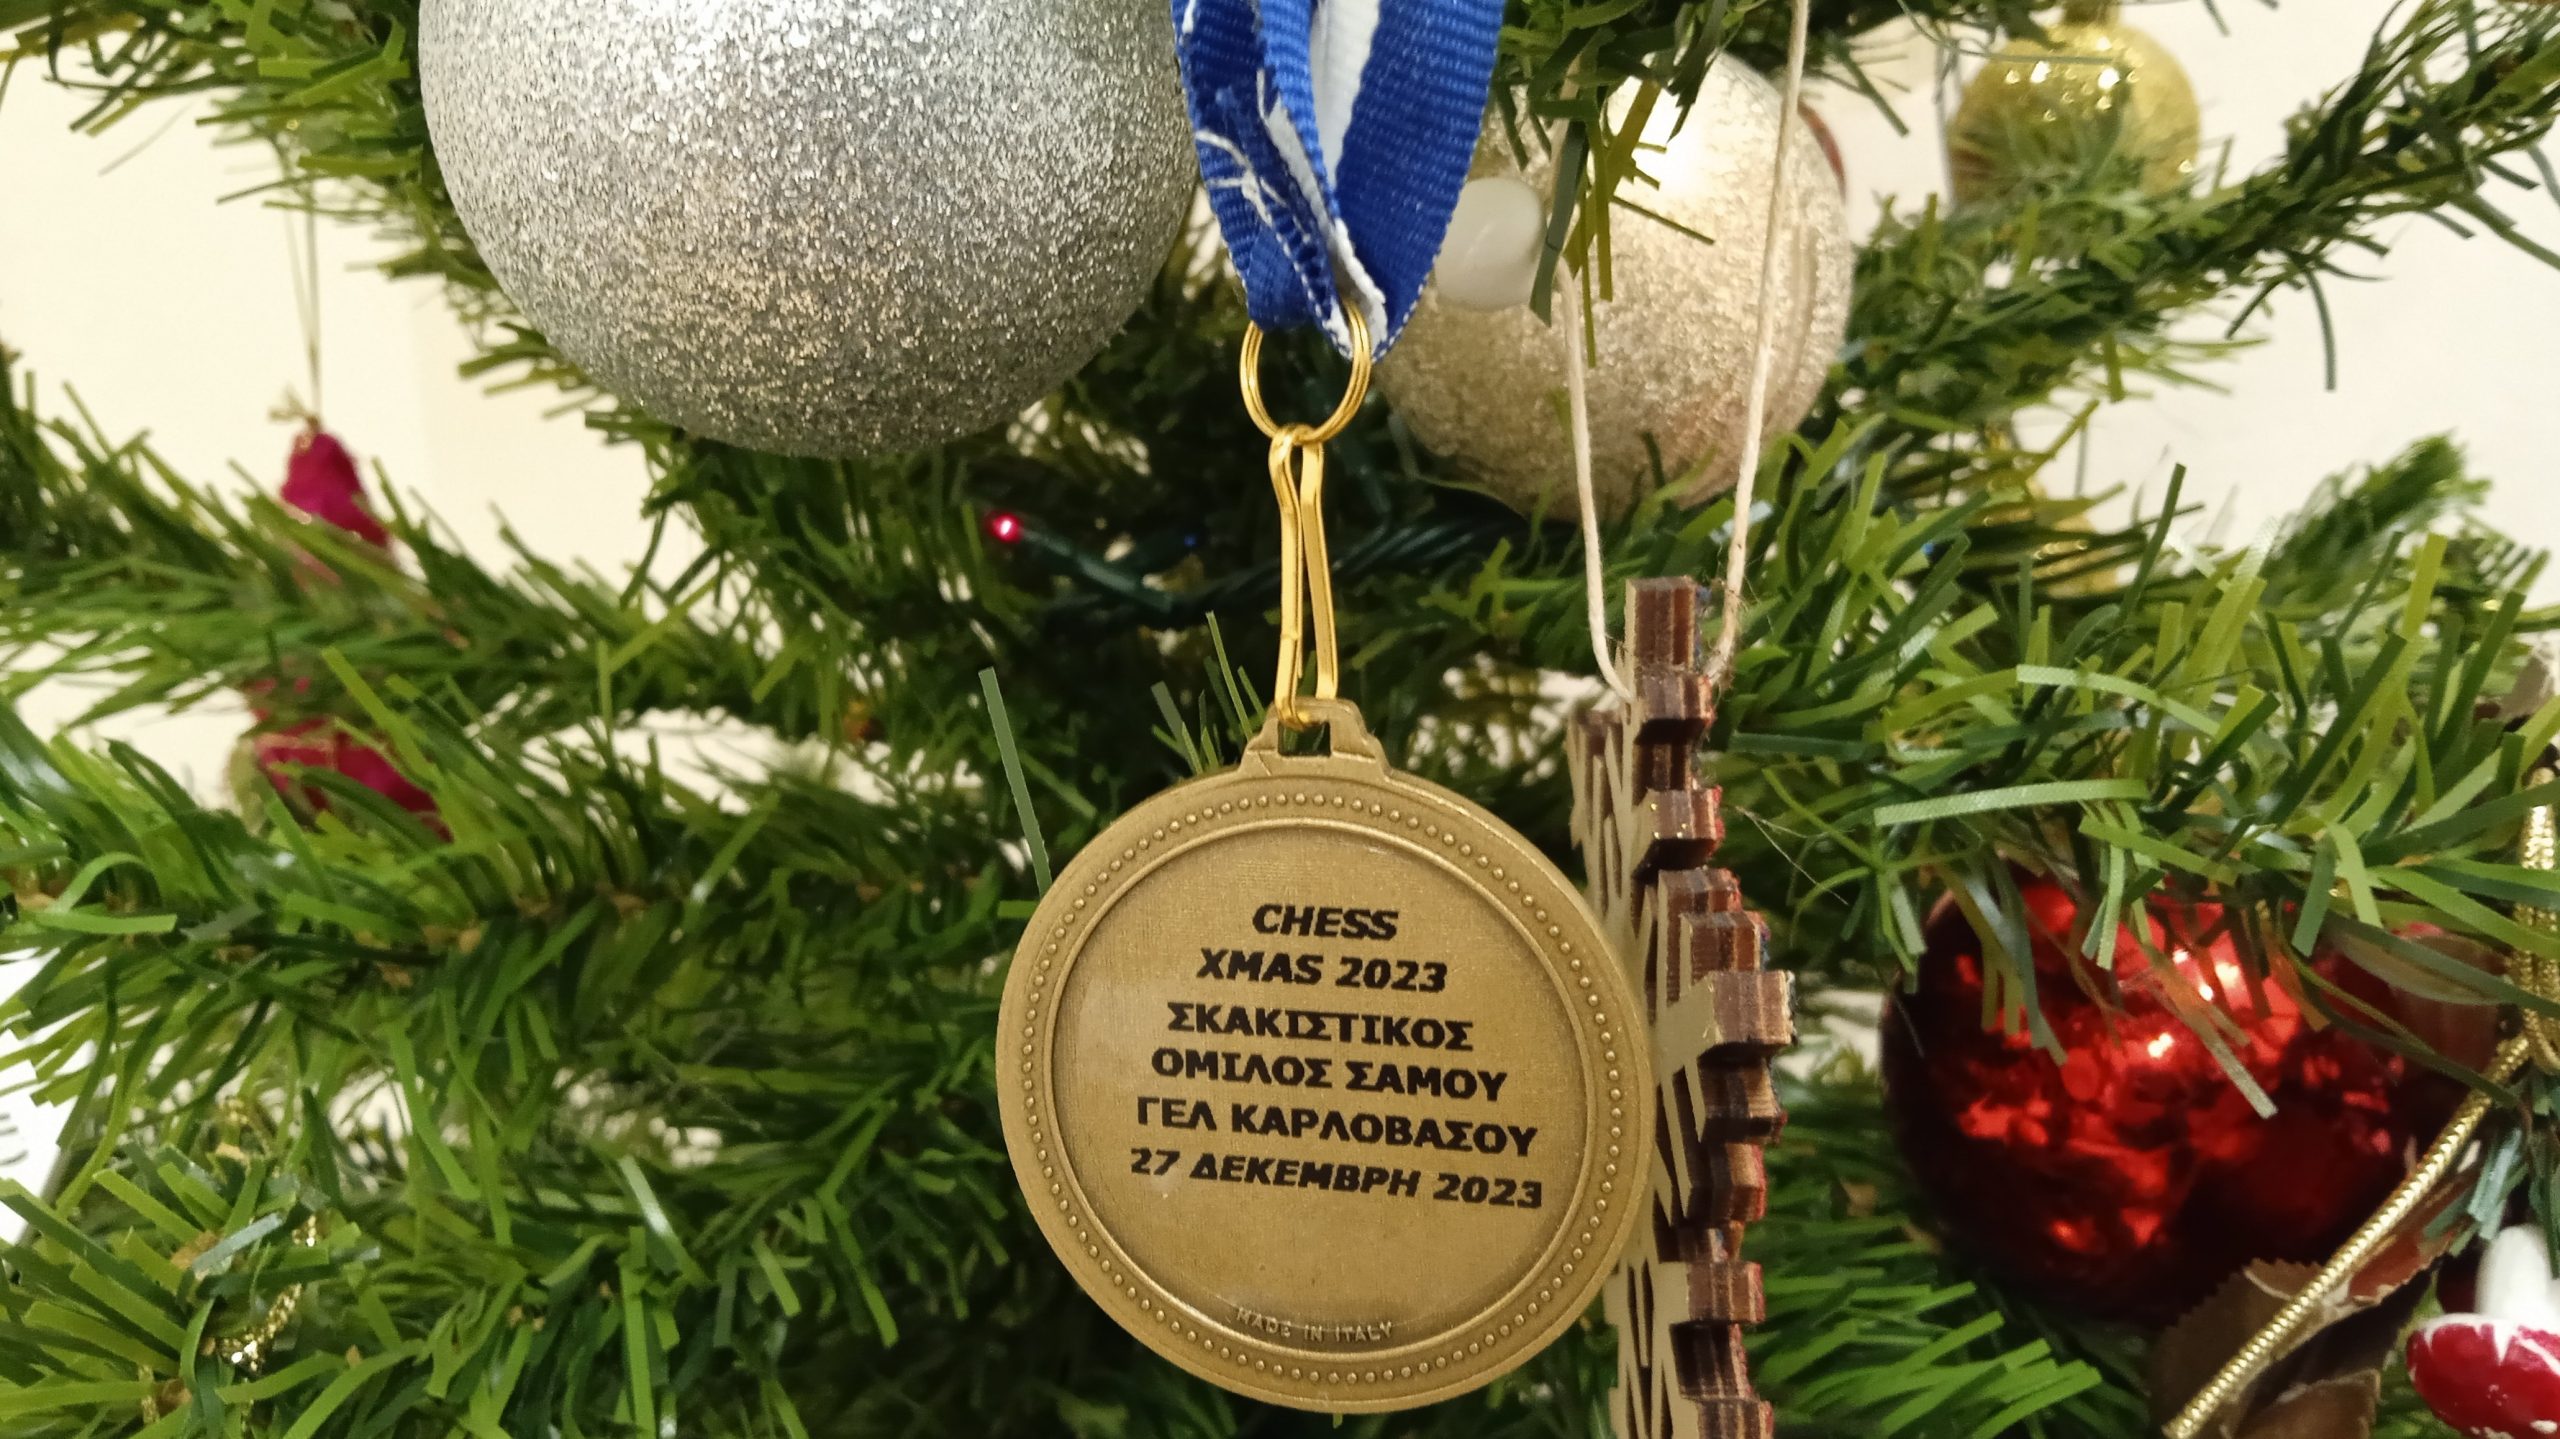 CHESS
XMAS 2023
ΣΚΑΚΙΣΤΙΚΟΣ
ΟΜΙΛΟΣ ΣΑΜΟΥ
ΓΕΛ ΚΑΡΛΟΒΑΣΟΥ
27 ΔΕΚΕΜΒΡΗ 2023
MADE IN ITALY